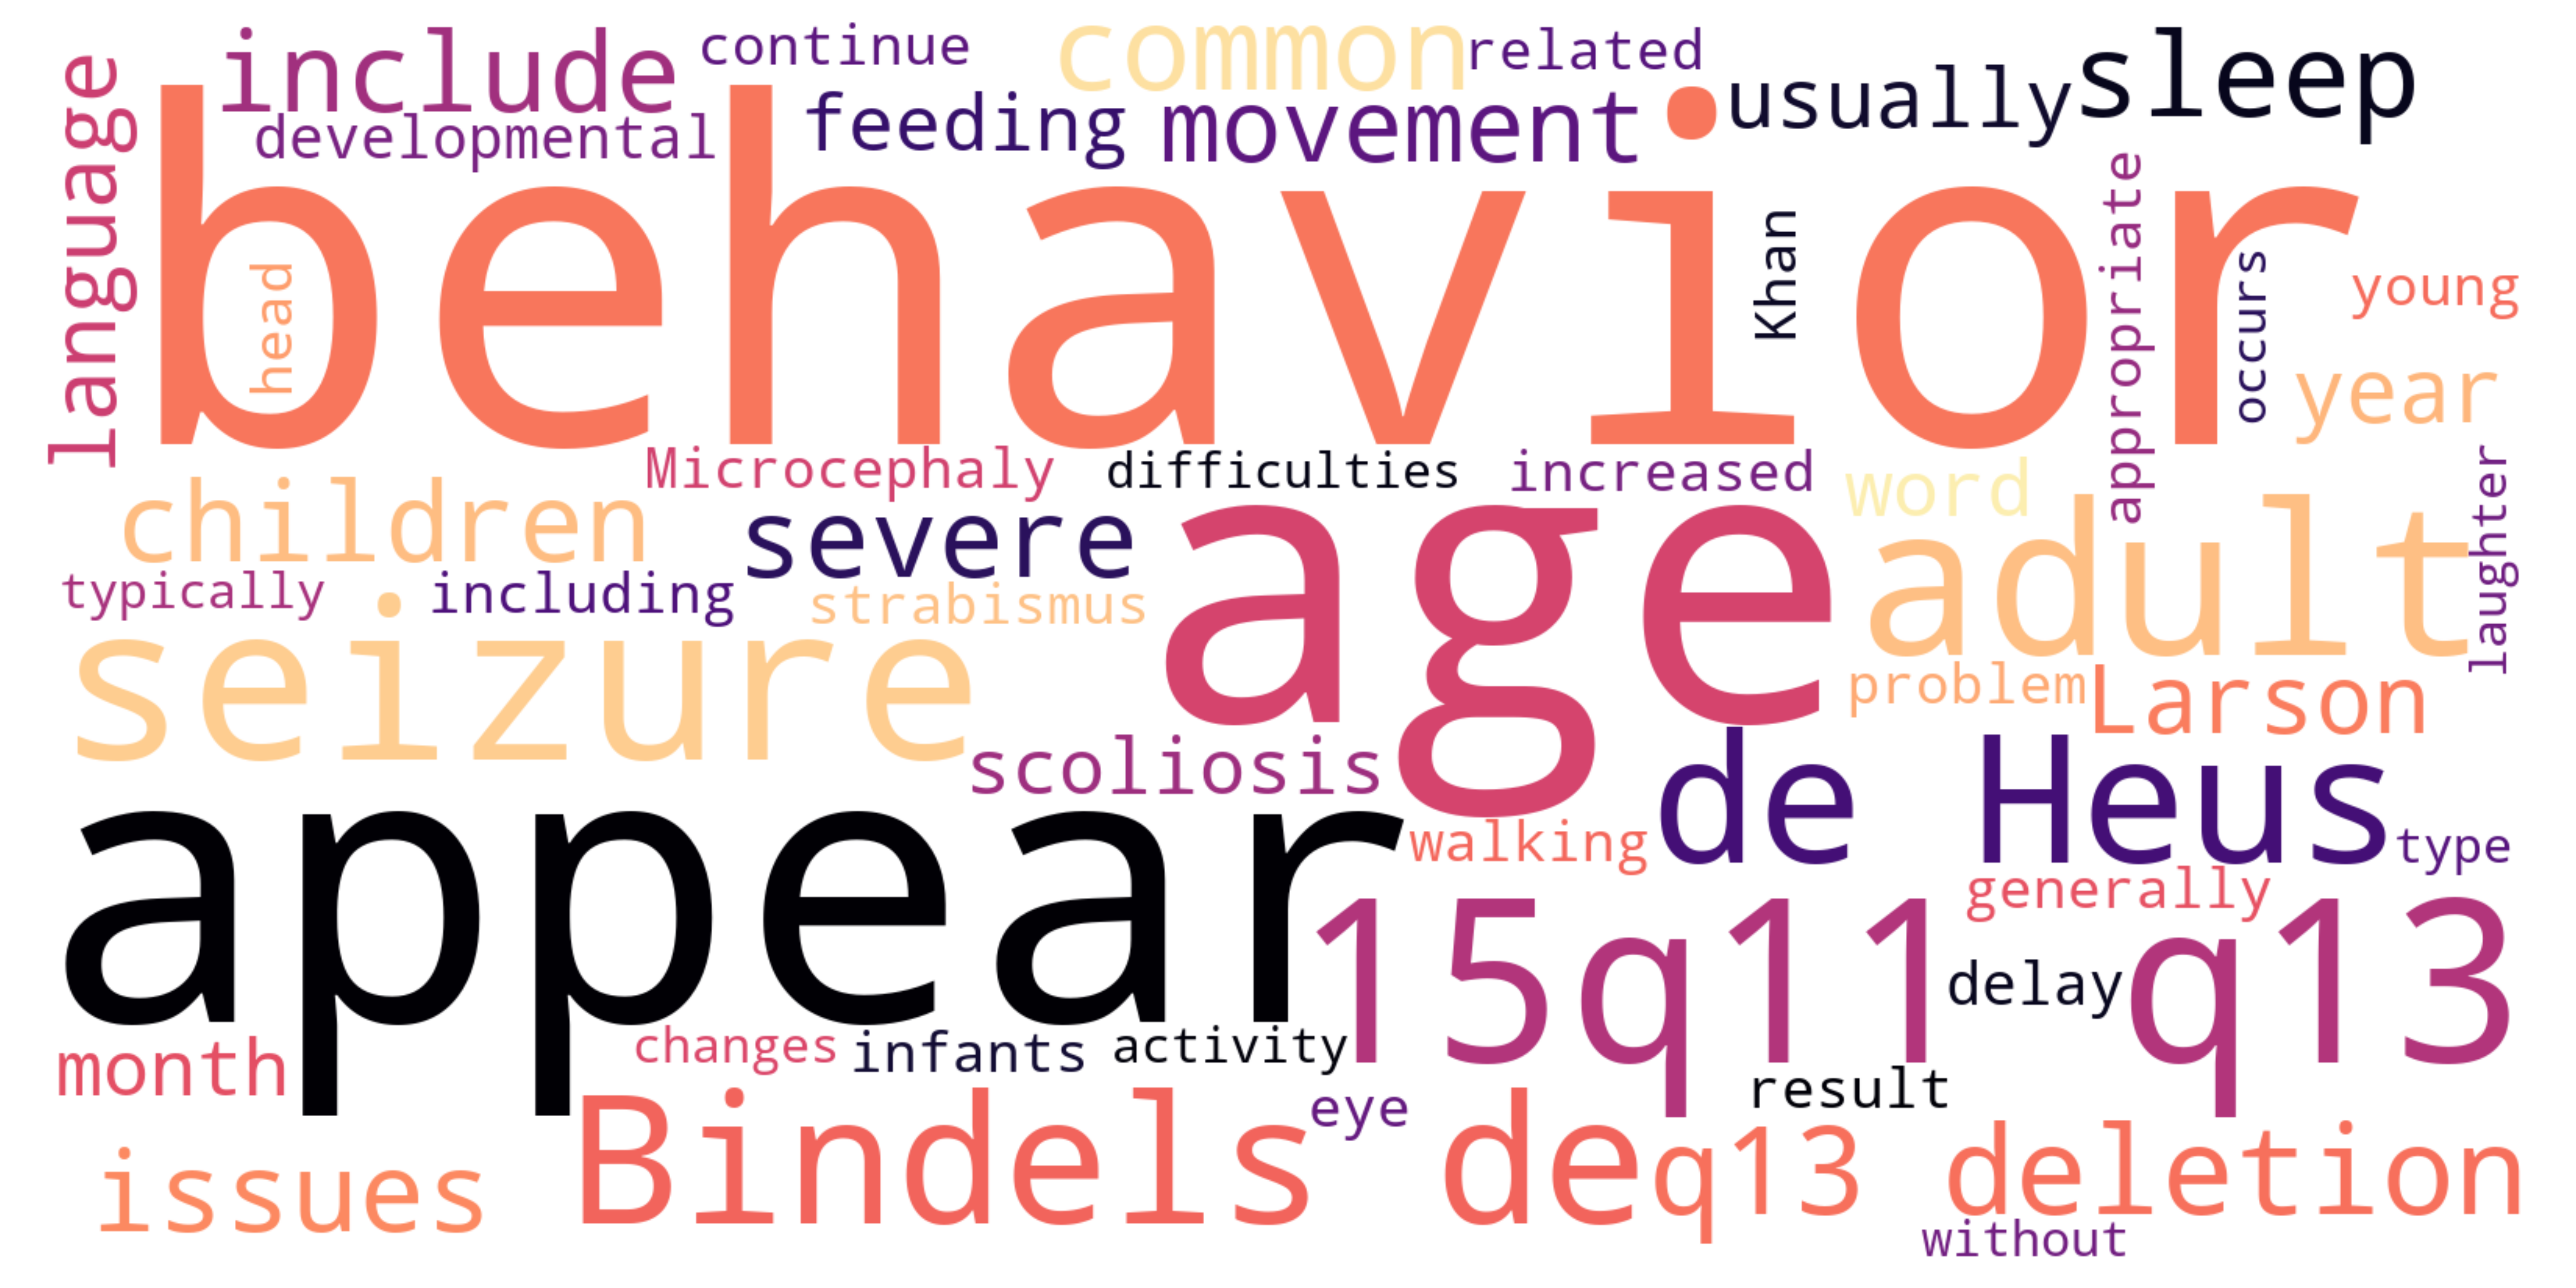 include
continue
common
related
sleep
language
developmental
feeding
movement
usually
behavior
head
Khan
appropriate
occurs
young
year
Microcephaly
difficulties
increased
word
laughter
children
severe
age
adult
typically
including
strabismus
seizure
problem
Larson
scoliosis
de Heus
appear
walking
type
generally
15q11 q13
delay
month
changes
infants
activity
result
Bindels de
eye
q13 deletion
issues
without